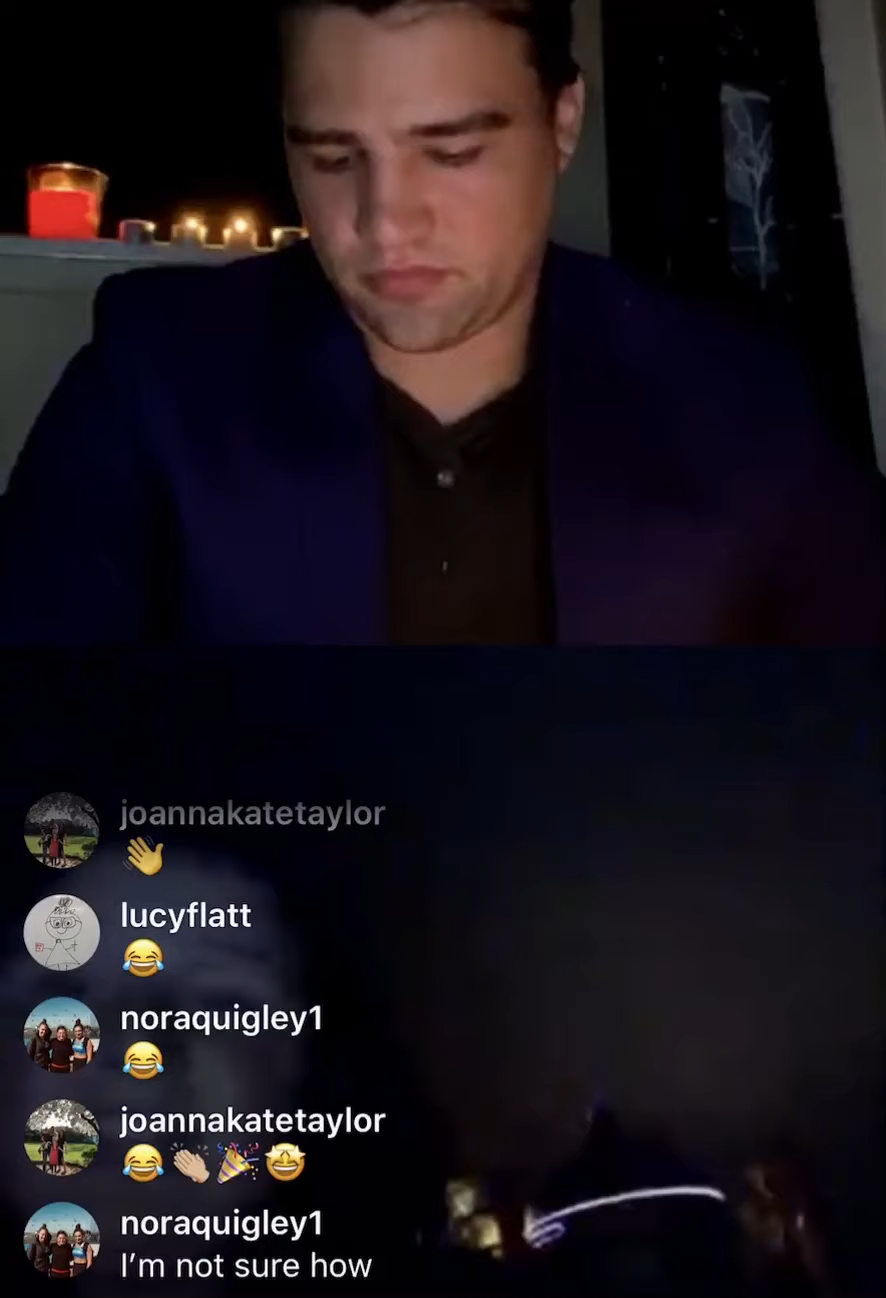 joannakatetaylor
👋
lucyflatt
😂
noraquigley1
😂
joannakatetaylor
😂👏🏼🎉🤩
noraquigley1
I’m not sure how